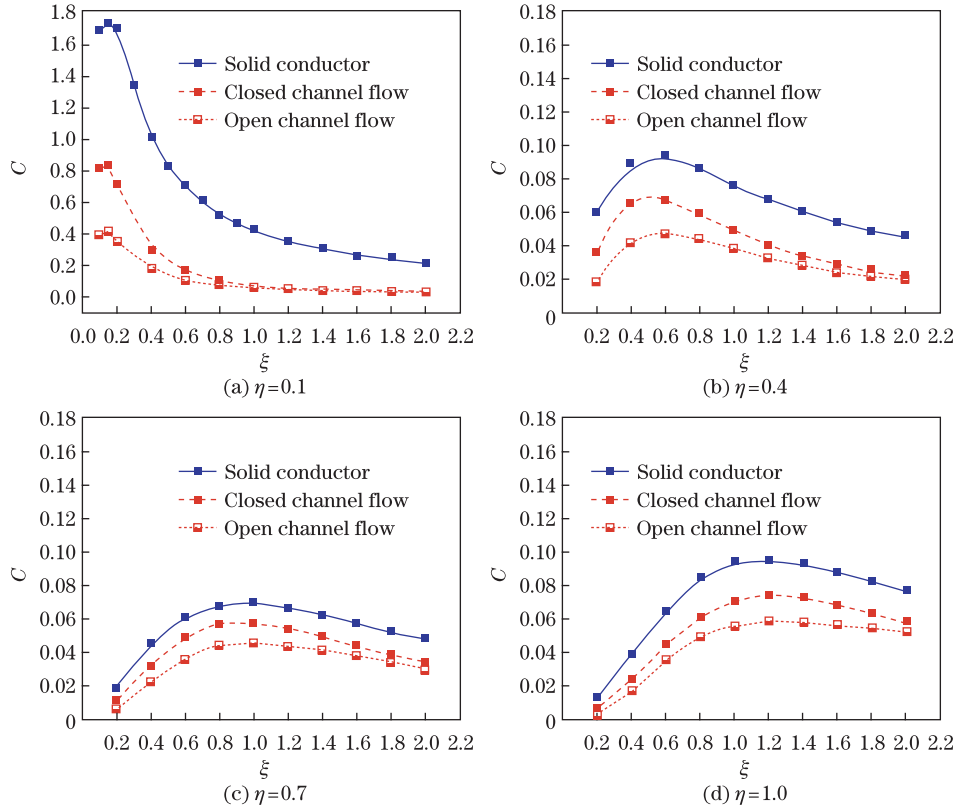 1.8
1.6
1.4
1.2
1.0
0.8
0.6
0.4
0.2
0.0
C
Solid conductor
Closed channel flow
Open channel flow
0.0 0.2 0.4 0.6 0.8 1.0 1.2 1.4 1.6 1.8 2.0 2.2
ξ
(a) η=0.1
0.18
0.16
0.14
0.12
0.10
0.08
0.06
0.04
0.02
0
C
Solid conductor
Closed channel flow
Open channel flow
0.2 0.4 0.6 0.8 1.0 1.2 1.4 1.6 1.8 2.0 2.2
ξ
(b) η=0.4
0.18
0.16
0.14
0.12
0.10
0.08
0.06
0.04
0.02
0
C
Solid conductor
Closed channel flow
Open channel flow
0.2 0.4 0.6 0.8 1.0 1.2 1.4 1.6 1.8 2.0 2.2
ξ
(c) η=0.7
0.18
0.16
0.14
0.12
0.10
0.08
0.06
0.04
0.02
0
C
Solid conductor
Closed channel flow
Open channel flow
0.2 0.4 0.6 0.8 1.0 1.2 1.4 1.6 1.8 2.0 2.2
ξ
(d) η=1.0